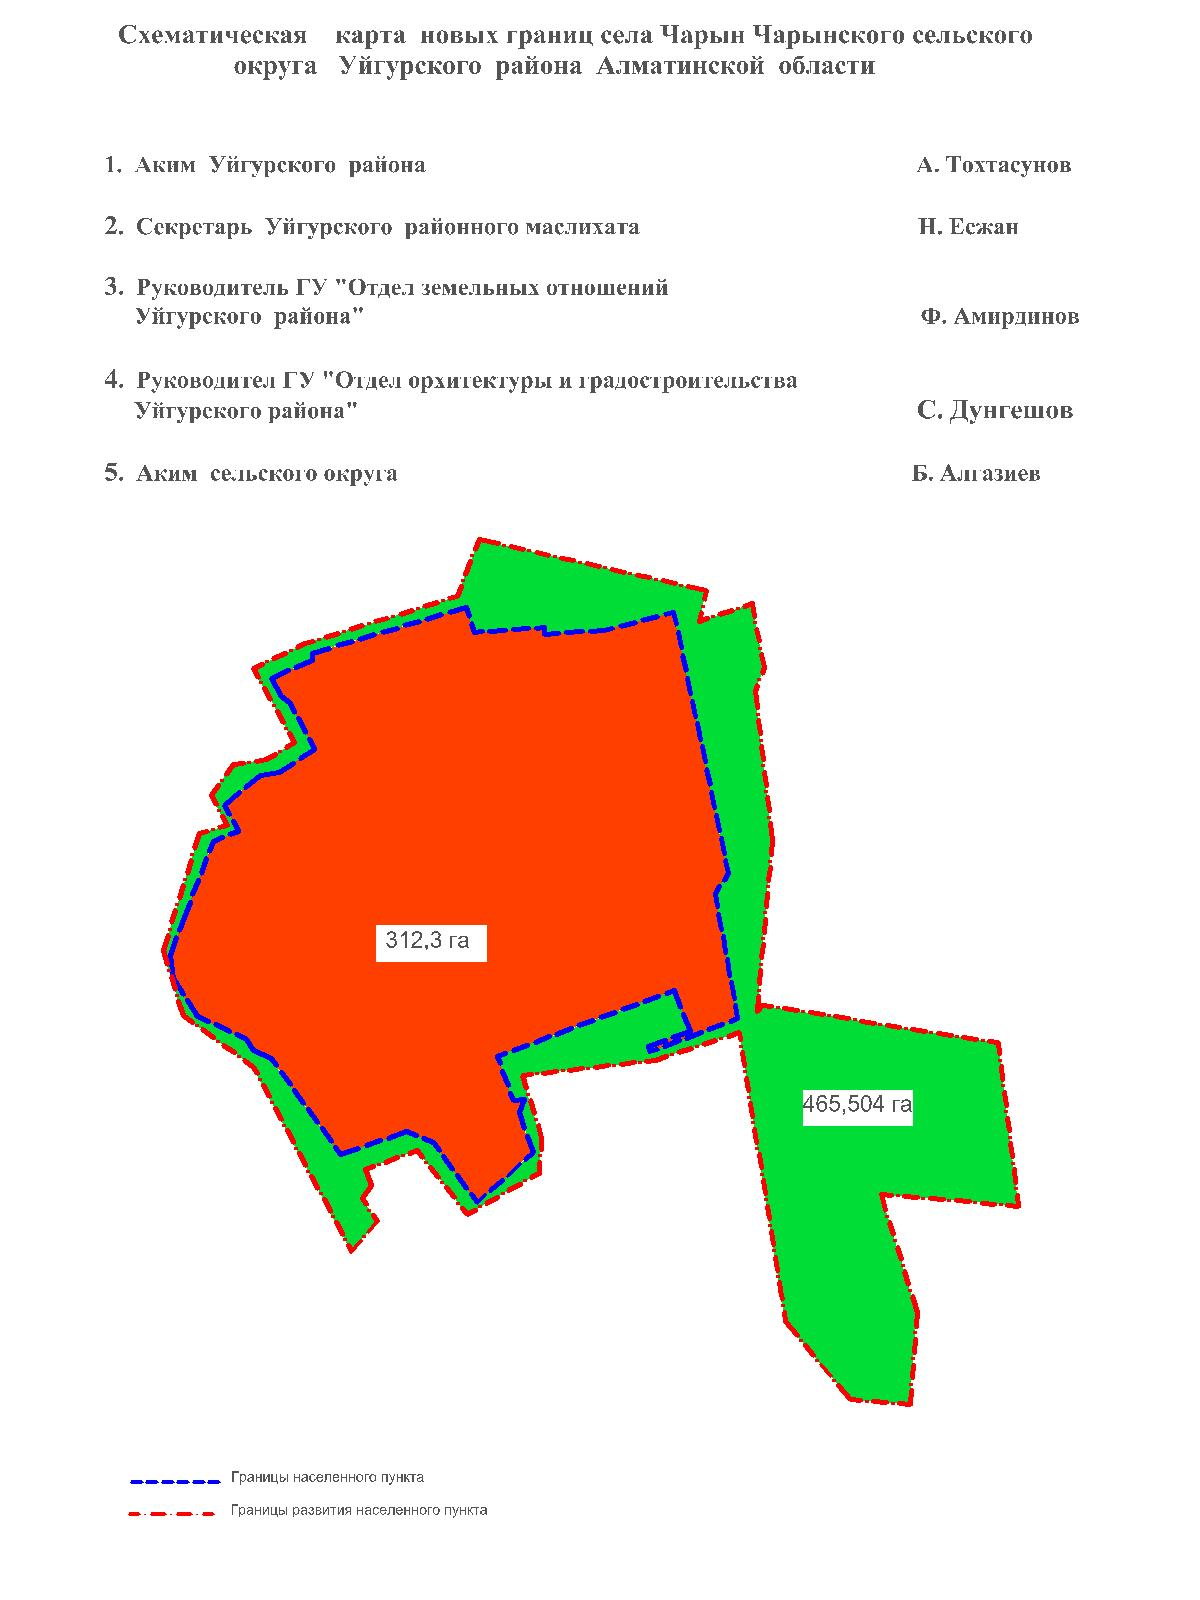 Схематическая карта новых границ села Чарын Чарынского сельского
округа Уйгурского района Алматинской области
1. Аким Уйгурского района А. Тохтасунов
2. Секретарь Уйгурского районного маслихата Н. Есжан
3. Руководитель ГУ "Отдел земельных отношений
Уйгурского района" Ф. Амирдинов
4. Руководител ГУ "Отдел орхитектуры и градостроительства
Уйгурского района" С. Дунгешов
5. Аким сельского округа Б. Алгазиев
312,3 га
465,504 га
Границы населенного пункта
Границы развития населенного пункта